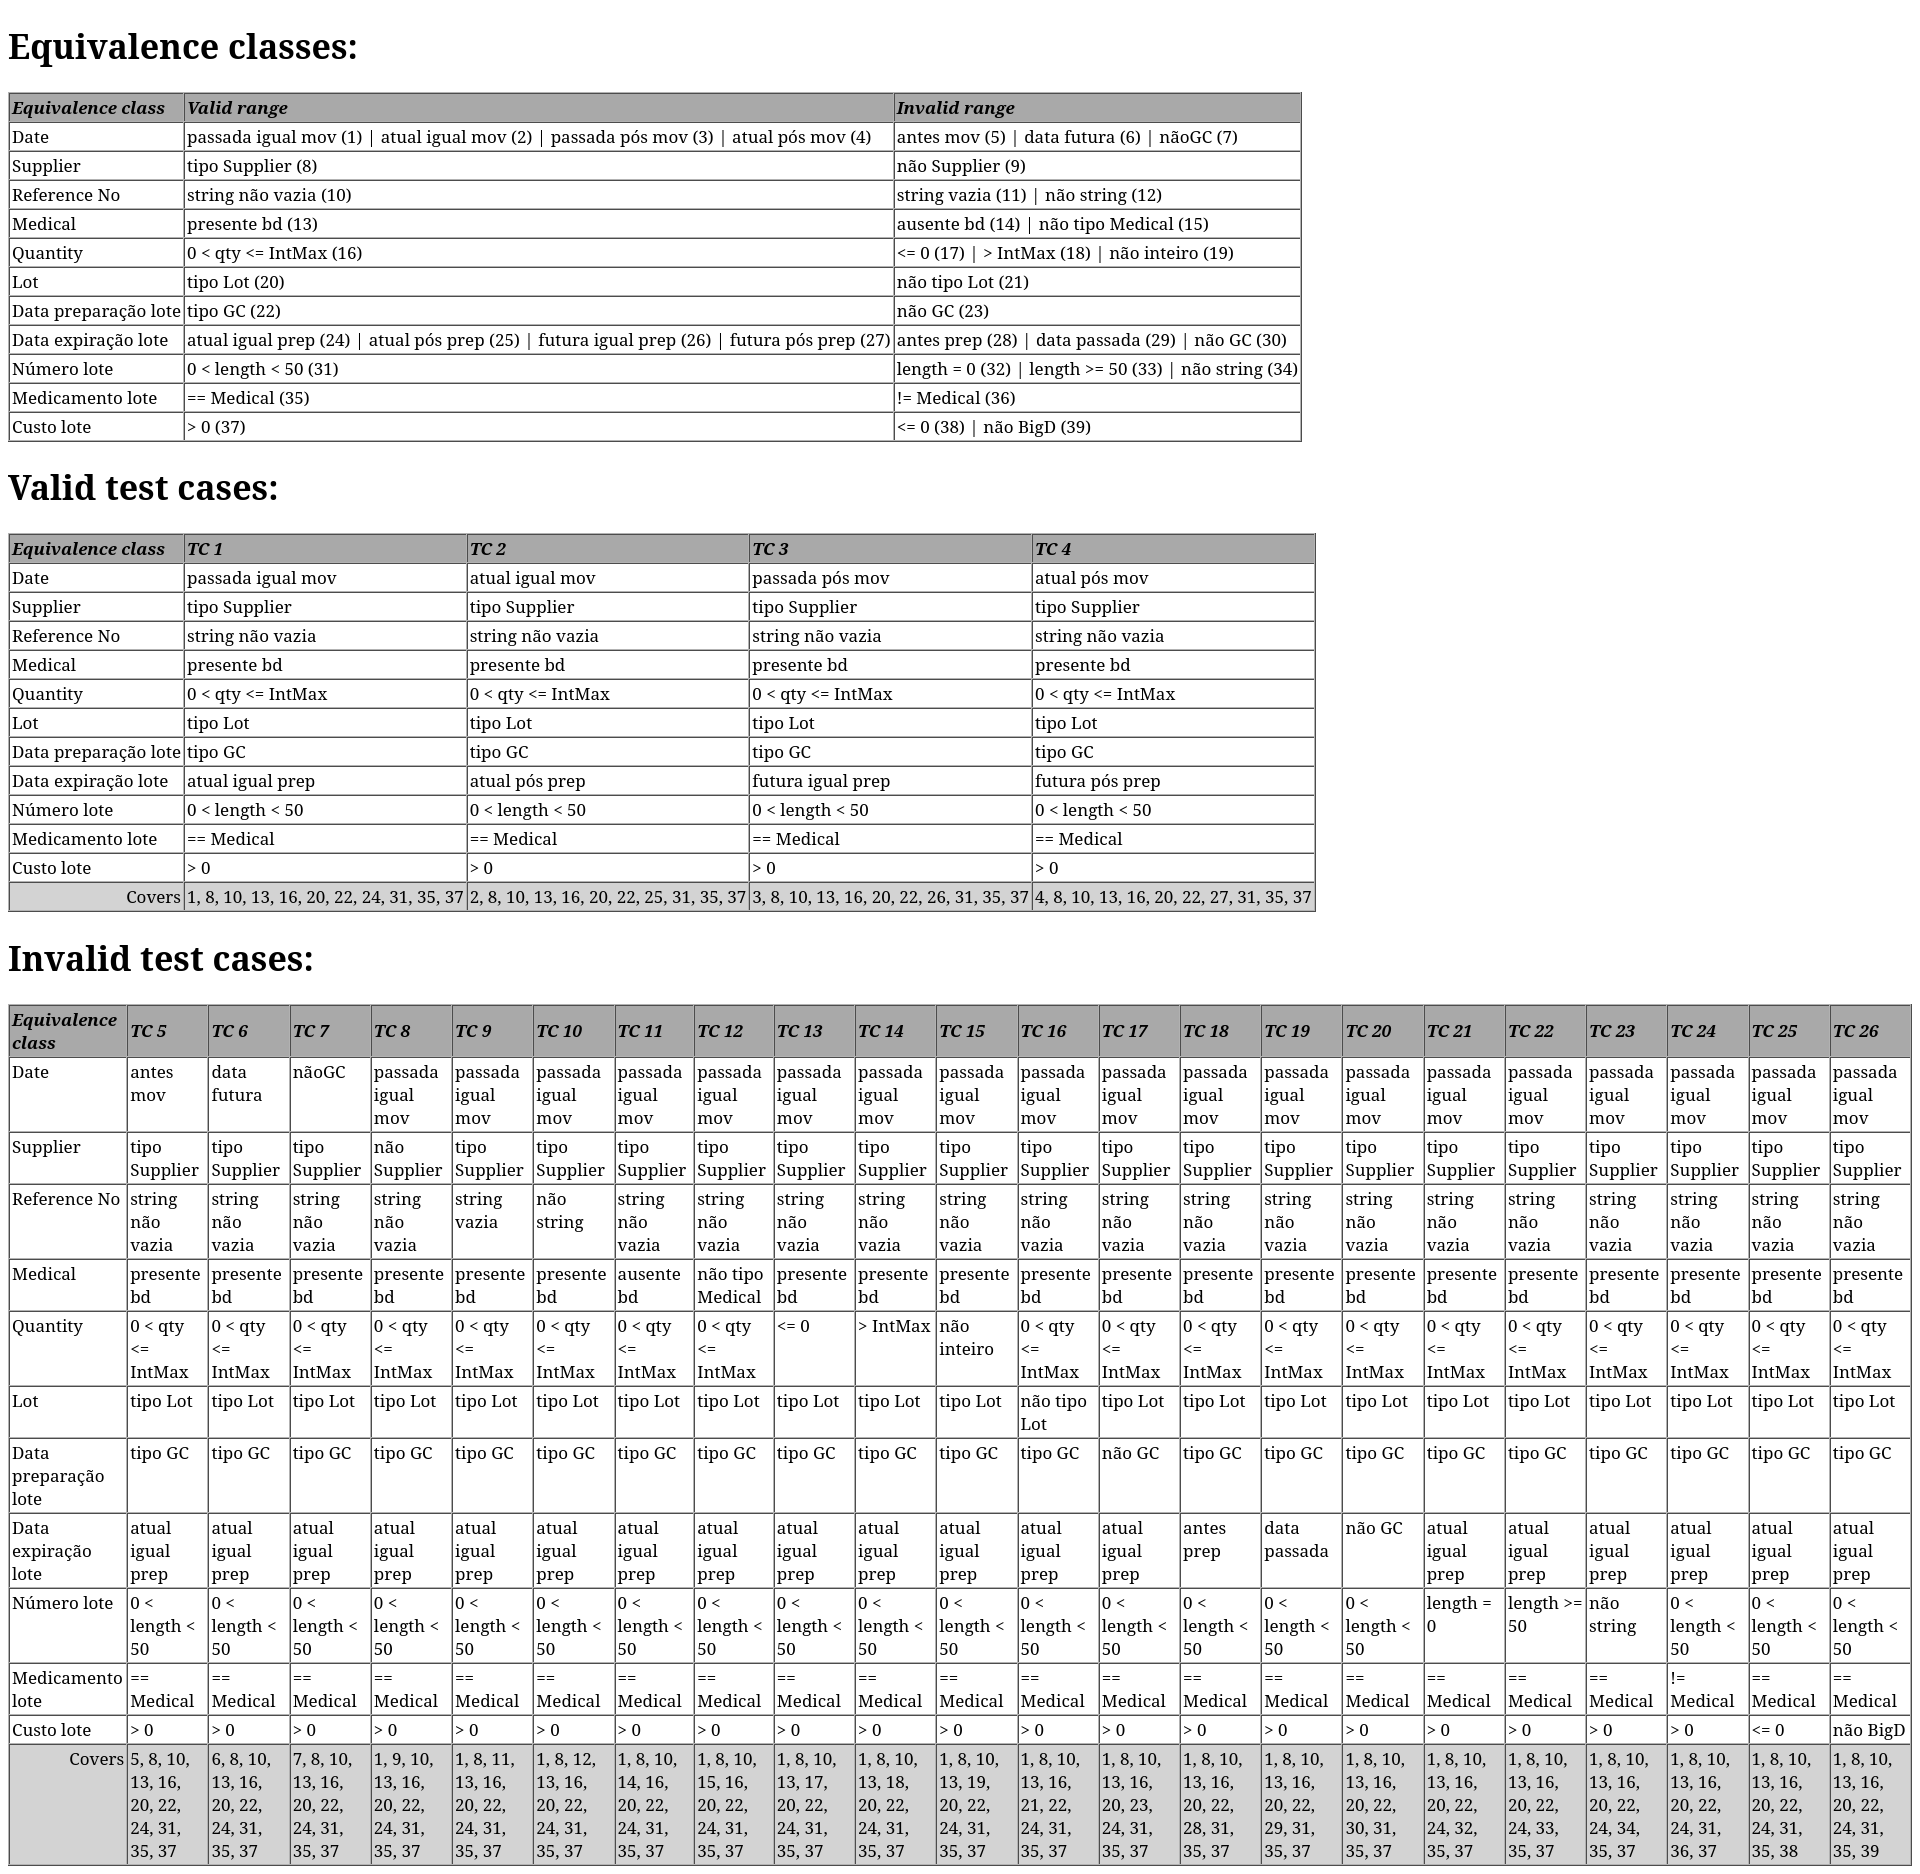 Equivalence classes:
Equivalence class Valid range Invalid range
Date passada igual mov (1) | atual igual mov (2) | passada pós mov (3) | atual pós mov (4) antes mov (5) | data futura (6) | nãoGC (7)
Supplier tipo Supplier (8) não Supplier (9)
Reference No string não vazia (10) string vazia (11) | não string (12)
Medical presente bd (13) ausente bd (14) | não tipo Medical (15)
Quantity 0 < qty <= IntMax (16) <= 0 (17) | > IntMax (18) | não inteiro (19)
Lot tipo Lot (20) não tipo Lot (21)
Data preparação lote tipo GC (22) não GC (23)
Data expiração lote atual igual prep (24) | atual pós prep (25) | futura igual prep (26) | futura pós prep (27) antes prep (28) | data passada (29) | não GC (30)
Número lote 0 < length < 50 (31) length = 0 (32) | length >= 50 (33) | não string (34)
Medicamento lote == Medical (35) != Medical (36)
Custo lote > 0 (37) <= 0 (38) | não BigD (39)
Valid test cases:
Equivalence class TC 1 TC 2 TC 3 TC 4
Date passada igual mov atual igual mov passada pós mov atual pós mov
Supplier tipo Supplier tipo Supplier tipo Supplier tipo Supplier
Reference No string não vazia string não vazia string não vazia string não vazia
Medical presente bd presente bd presente bd presente bd
Quantity 0 < qty <= IntMax 0 < qty <= IntMax 0 < qty <= IntMax 0 < qty <= IntMax
Lot tipo Lot tipo Lot tipo Lot tipo Lot
Data preparação lote tipo GC tipo GC tipo GC tipo GC
Data expiração lote atual igual prep atual pós prep futura igual prep futura pós prep
Número lote 0 < length < 50 0 < length < 50 0 < length < 50 0 < length < 50
Medicamento lote == Medical == Medical == Medical == Medical
Custo lote > 0 > 0 > 0 > 0
Covers 1, 8, 10, 13, 16, 20, 22, 24, 31, 35, 37 2, 8, 10, 13, 16, 20, 22, 25, 31, 35, 37 3, 8, 10, 13, 16, 20, 22, 26, 31, 35, 37 4, 8, 10, 13, 16, 20, 22, 27, 31, 35, 37
Invalid test cases:
Equivalence
class TC 5 TC 6 TC 7 TC 8 TC 9 TC 10 TC 11 TC 12 TC 13 TC 14 TC 15 TC 16 TC 17 TC 18 TC 19 TC 20 TC 21 TC 22 TC 23 TC 24 TC 25 TC 26
Date antes data nãoGC passada passada passada passada passada passada passada passada passada passada passada passada passada passada passada passada passada passada passada
mov futura igual igual igual igual igual igual igual igual igual igual igual igual igual igual igual igual igual igual igual
mov mov mov mov mov mov mov mov mov mov mov mov mov mov mov mov mov mov mov
Supplier tipo tipo tipo não tipo tipo tipo tipo tipo tipo tipo tipo tipo tipo tipo tipo tipo tipo tipo tipo tipo tipo
Supplier Supplier Supplier Supplier Supplier Supplier Supplier Supplier Supplier Supplier Supplier Supplier Supplier Supplier Supplier Supplier Supplier Supplier Supplier Supplier Supplier Supplier
Reference No string string string string string não string string string string string string string string string string string string string string string string
não não não não vazia string não não não não não não não não não não não não não não não não
vazia vazia vazia vazia vazia vazia vazia vazia vazia vazia vazia vazia vazia vazia vazia vazia vazia vazia vazia vazia
Medical presente presente presente presente presente presente ausente não tipo presente presente presente presente presente presente presente presente presente presente presente presente presente presente
bd bd bd bd bd bd bd Medical bd bd bd bd bd bd bd bd bd bd bd bd bd bd
Quantity 0 < qty 0 < qty 0 < qty 0 < qty 0 < qty 0 < qty 0 < qty 0 < qty <= 0 > IntMax não 0 < qty 0 < qty 0 < qty 0 < qty 0 < qty 0 < qty 0 < qty 0 < qty 0 < qty 0 < qty 0 < qty
<= <= <= <= <= <= <= <= inteiro <= <= <= <= <= <= <= <= <= <= <=
IntMax IntMax IntMax IntMax IntMax IntMax IntMax IntMax IntMax IntMax IntMax IntMax IntMax IntMax IntMax IntMax IntMax IntMax IntMax
Lot tipo Lot tipo Lot tipo Lot tipo Lot tipo Lot tipo Lot tipo Lot tipo Lot tipo Lot tipo Lot tipo Lot não tipo tipo Lot tipo Lot tipo Lot tipo Lot tipo Lot tipo Lot tipo Lot tipo Lot tipo Lot tipo Lot
Lot
Data tipo GC tipo GC tipo GC tipo GC tipo GC tipo GC tipo GC tipo GC tipo GC tipo GC tipo GC tipo GC não GC tipo GC tipo GC tipo GC tipo GC tipo GC tipo GC tipo GC tipo GC tipo GC
preparação
lote
Data atual atual atual atual atual atual atual atual atual atual atual atual atual antes data não GC atual atual atual atual atual atual
expiração igual igual igual igual igual igual igual igual igual igual igual igual igual prep passada igual igual igual igual igual igual
lote prep prep prep prep prep prep prep prep prep prep prep prep prep prep prep prep prep prep prep
Número lote 0 < 0 < 0 < 0 < 0 < 0 < 0 < 0 < 0 < 0 < 0 < 0 < 0 < 0 < 0 < 0 < length = length >= não 0 < 0 < 0 <
length < length < length < length < length < length < length < length < length < length < length < length < length < length < length < length < 0 50 string length < length < length <
50 50 50 50 50 50 50 50 50 50 50 50 50 50 50 50 50 50 50
Medicamento == == == == == == == == == == == == == == == == == == == != == ==
lote Medical Medical Medical Medical Medical Medical Medical Medical Medical Medical Medical Medical Medical Medical Medical Medical Medical Medical Medical Medical Medical Medical
Custo lote > 0 > 0 > 0 > 0 > 0 > 0 > 0 > 0 > 0 > 0 > 0 > 0 > 0 > 0 > 0 > 0 > 0 > 0 > 0 > 0 <= 0 não BigD
Covers 5, 8, 10, 6, 8, 10, 7, 8, 10, 1, 9, 10, 1, 8, 11, 1, 8, 12, 1, 8, 10, 1, 8, 10, 1, 8, 10, 1, 8, 10, 1, 8, 10, 1, 8, 10, 1, 8, 10, 1, 8, 10, 1, 8, 10, 1, 8, 10, 1, 8, 10, 1, 8, 10, 1, 8, 10, 1, 8, 10, 1, 8, 10, 1, 8, 10,
13, 16, 13, 16, 13, 16, 13, 16, 13, 16, 13, 16, 14, 16, 15, 16, 13, 17, 13, 18, 13, 19, 13, 16, 13, 16, 13, 16, 13, 16, 13, 16, 13, 16, 13, 16, 13, 16, 13, 16, 13, 16, 13, 16,
20, 22, 20, 22, 20, 22, 20, 22, 20, 22, 20, 22, 20, 22, 20, 22, 20, 22, 20, 22, 20, 22, 21, 22, 20, 23, 20, 22, 20, 22, 20, 22, 20, 22, 20, 22, 20, 22, 20, 22, 20, 22, 20, 22,
24, 31, 24, 31, 24, 31, 24, 31, 24, 31, 24, 31, 24, 31, 24, 31, 24, 31, 24, 31, 24, 31, 24, 31, 24, 31, 28, 31, 29, 31, 30, 31, 24, 32, 24, 33, 24, 34, 24, 31, 24, 31, 24, 31,
35, 37 35, 37 35, 37 35, 37 35, 37 35, 37 35, 37 35, 37 35, 37 35, 37 35, 37 35, 37 35, 37 35, 37 35, 37 35, 37 35, 37 35, 37 35, 37 36, 37 35, 38 35, 39